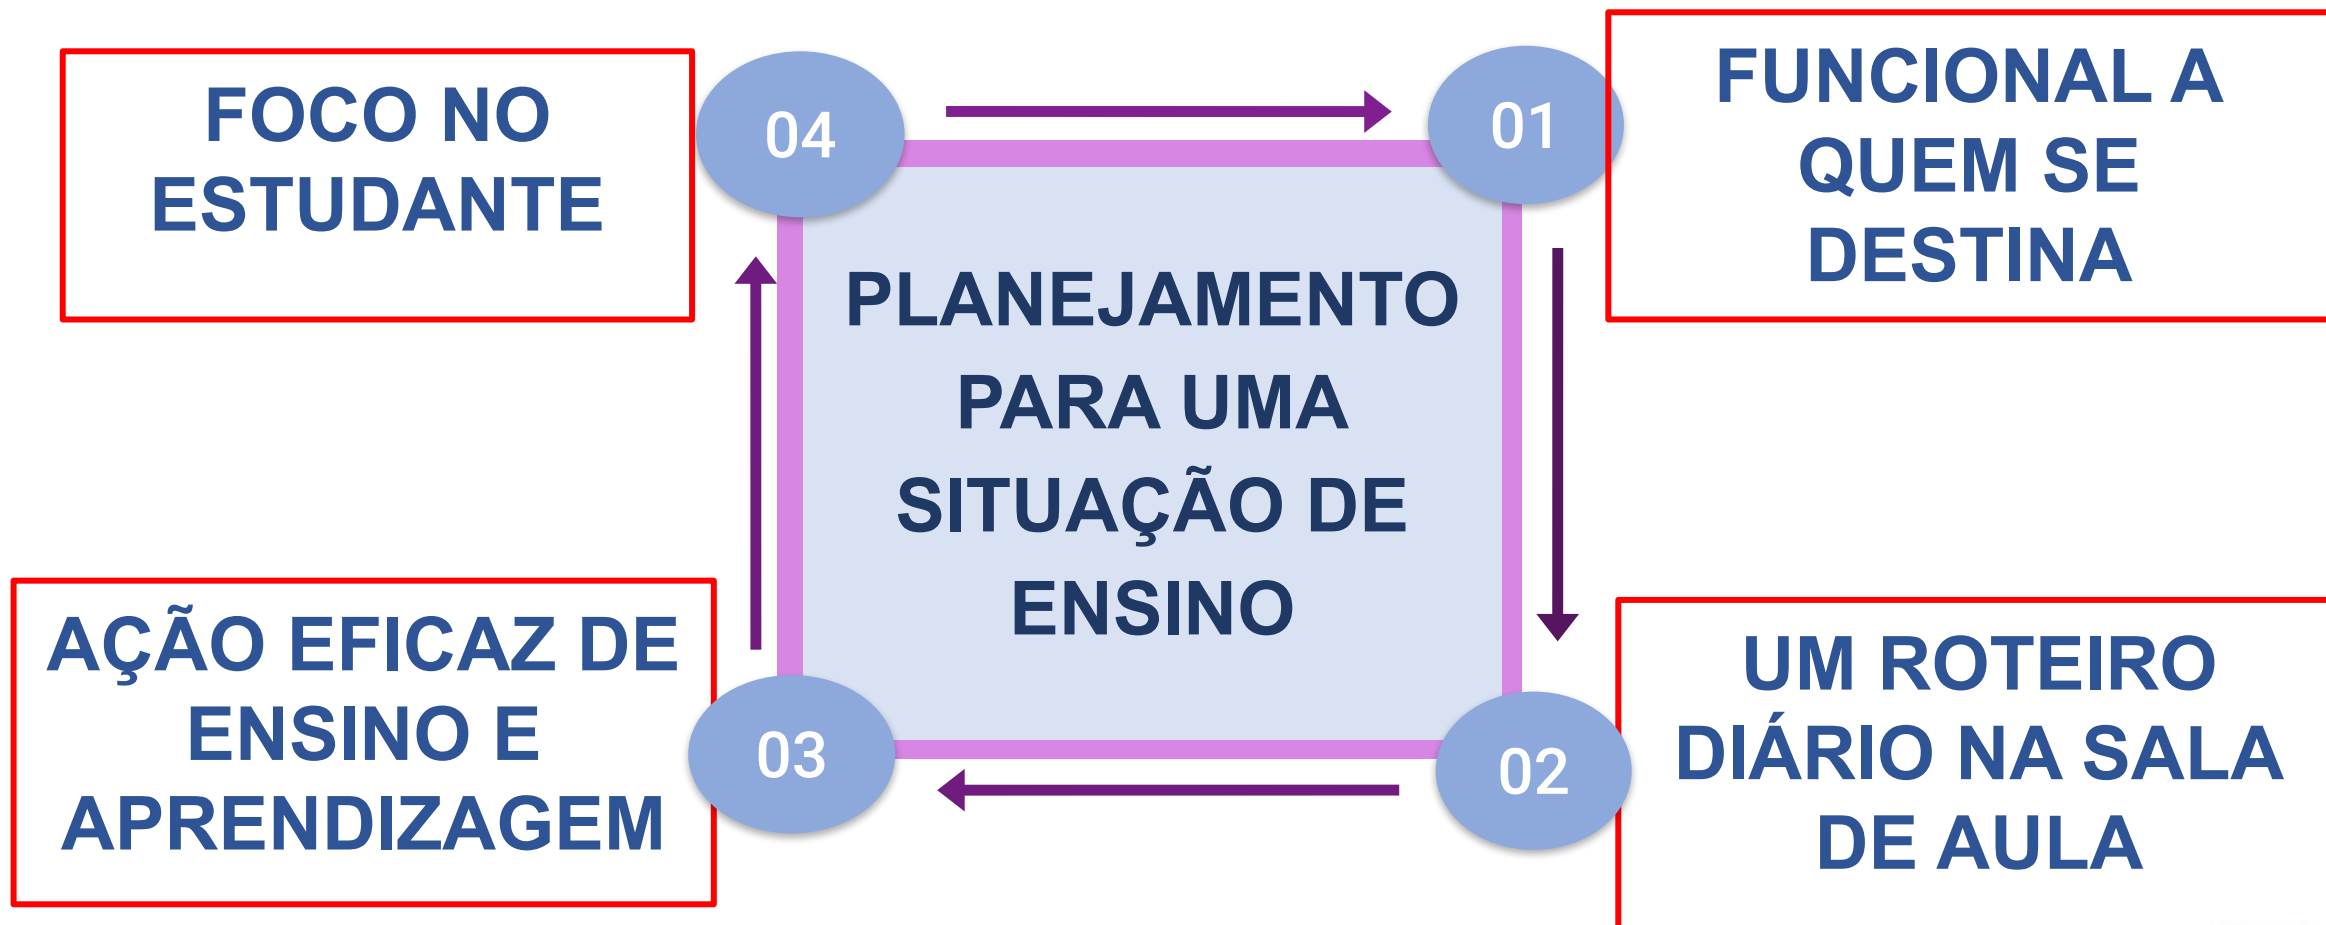 FOCO NO
ESTUDANTE
04
01
FUNCIONAL A
QUEM SE
DESTINA
PLANEJAMENTO
PARA UMA
SITUAÇÃO DE
ENSINO
AÇÃO EFICAZ DE
ENSINO E
APRENDIZAGEM
03
02
UM ROTEIRO
DIÁRIO NA SALA
DE AULA